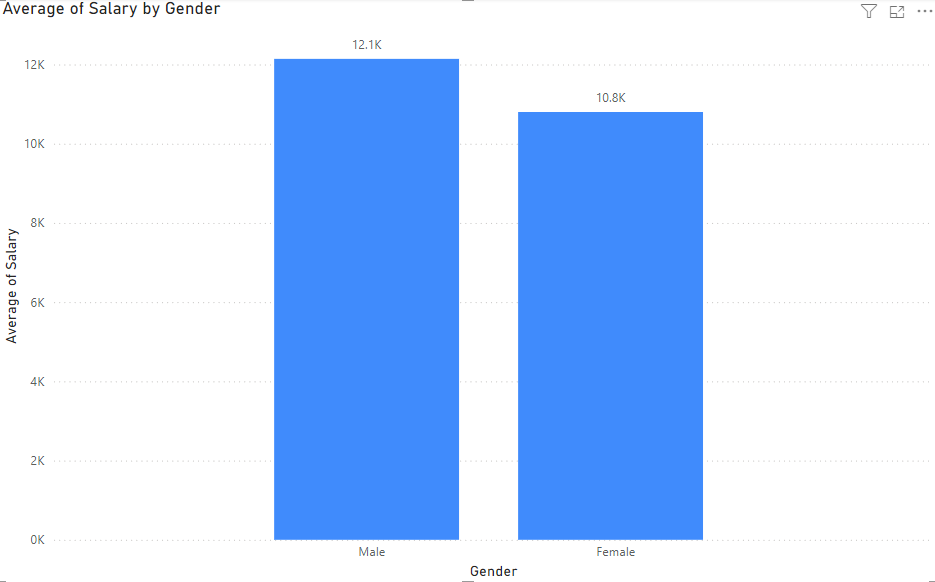 Average of Salary by Gender
12.1K
10.8K
12K
10K
8K
6K
4K
2K
0K
Average of Salary
Male
Female
Gender